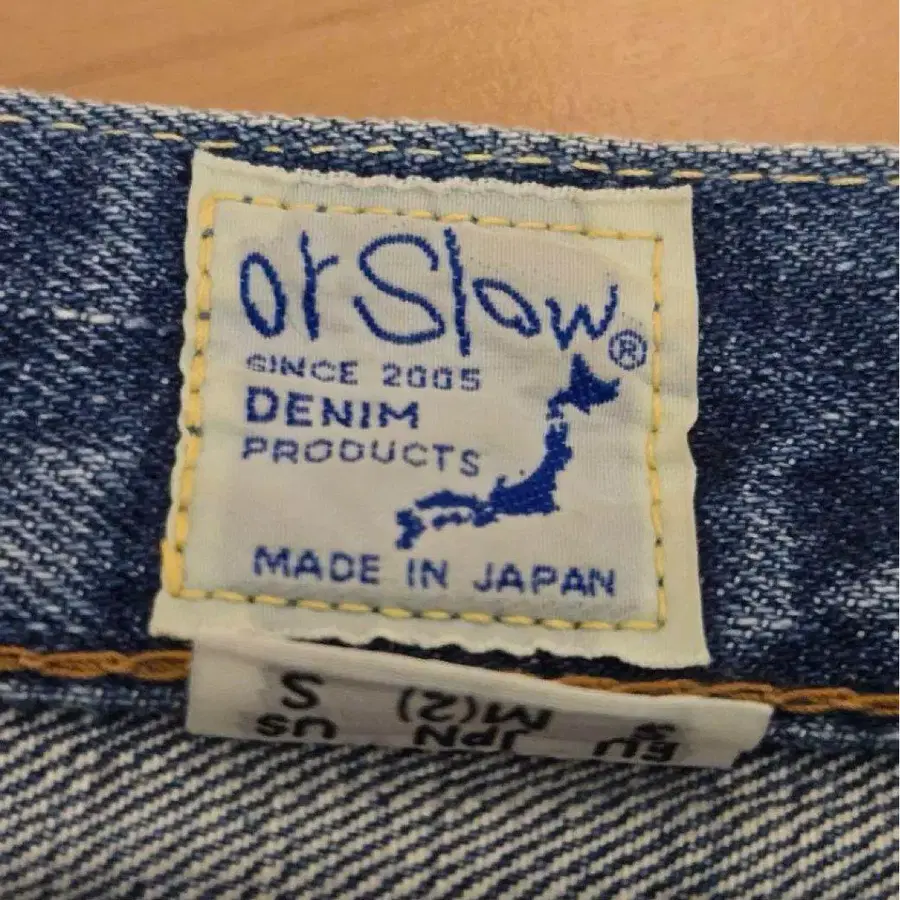 orSlow®
SINCE 2005
DENIM
PRODUCTS
MADE IN JAPAN
EU JPN US
M(2) S